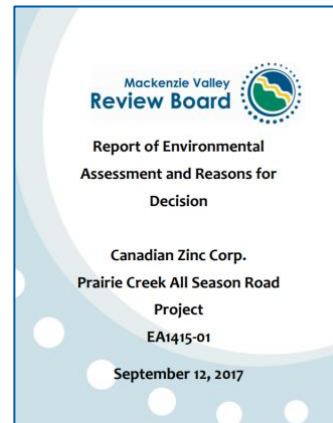 Mackenzie Valley
Review Board
Report of Environmental
Assessment and Reasons for
Decision
Canadian Zinc Corp.
Prairie Creek All Season Road
Project
EA1415-01
September 12, 2017